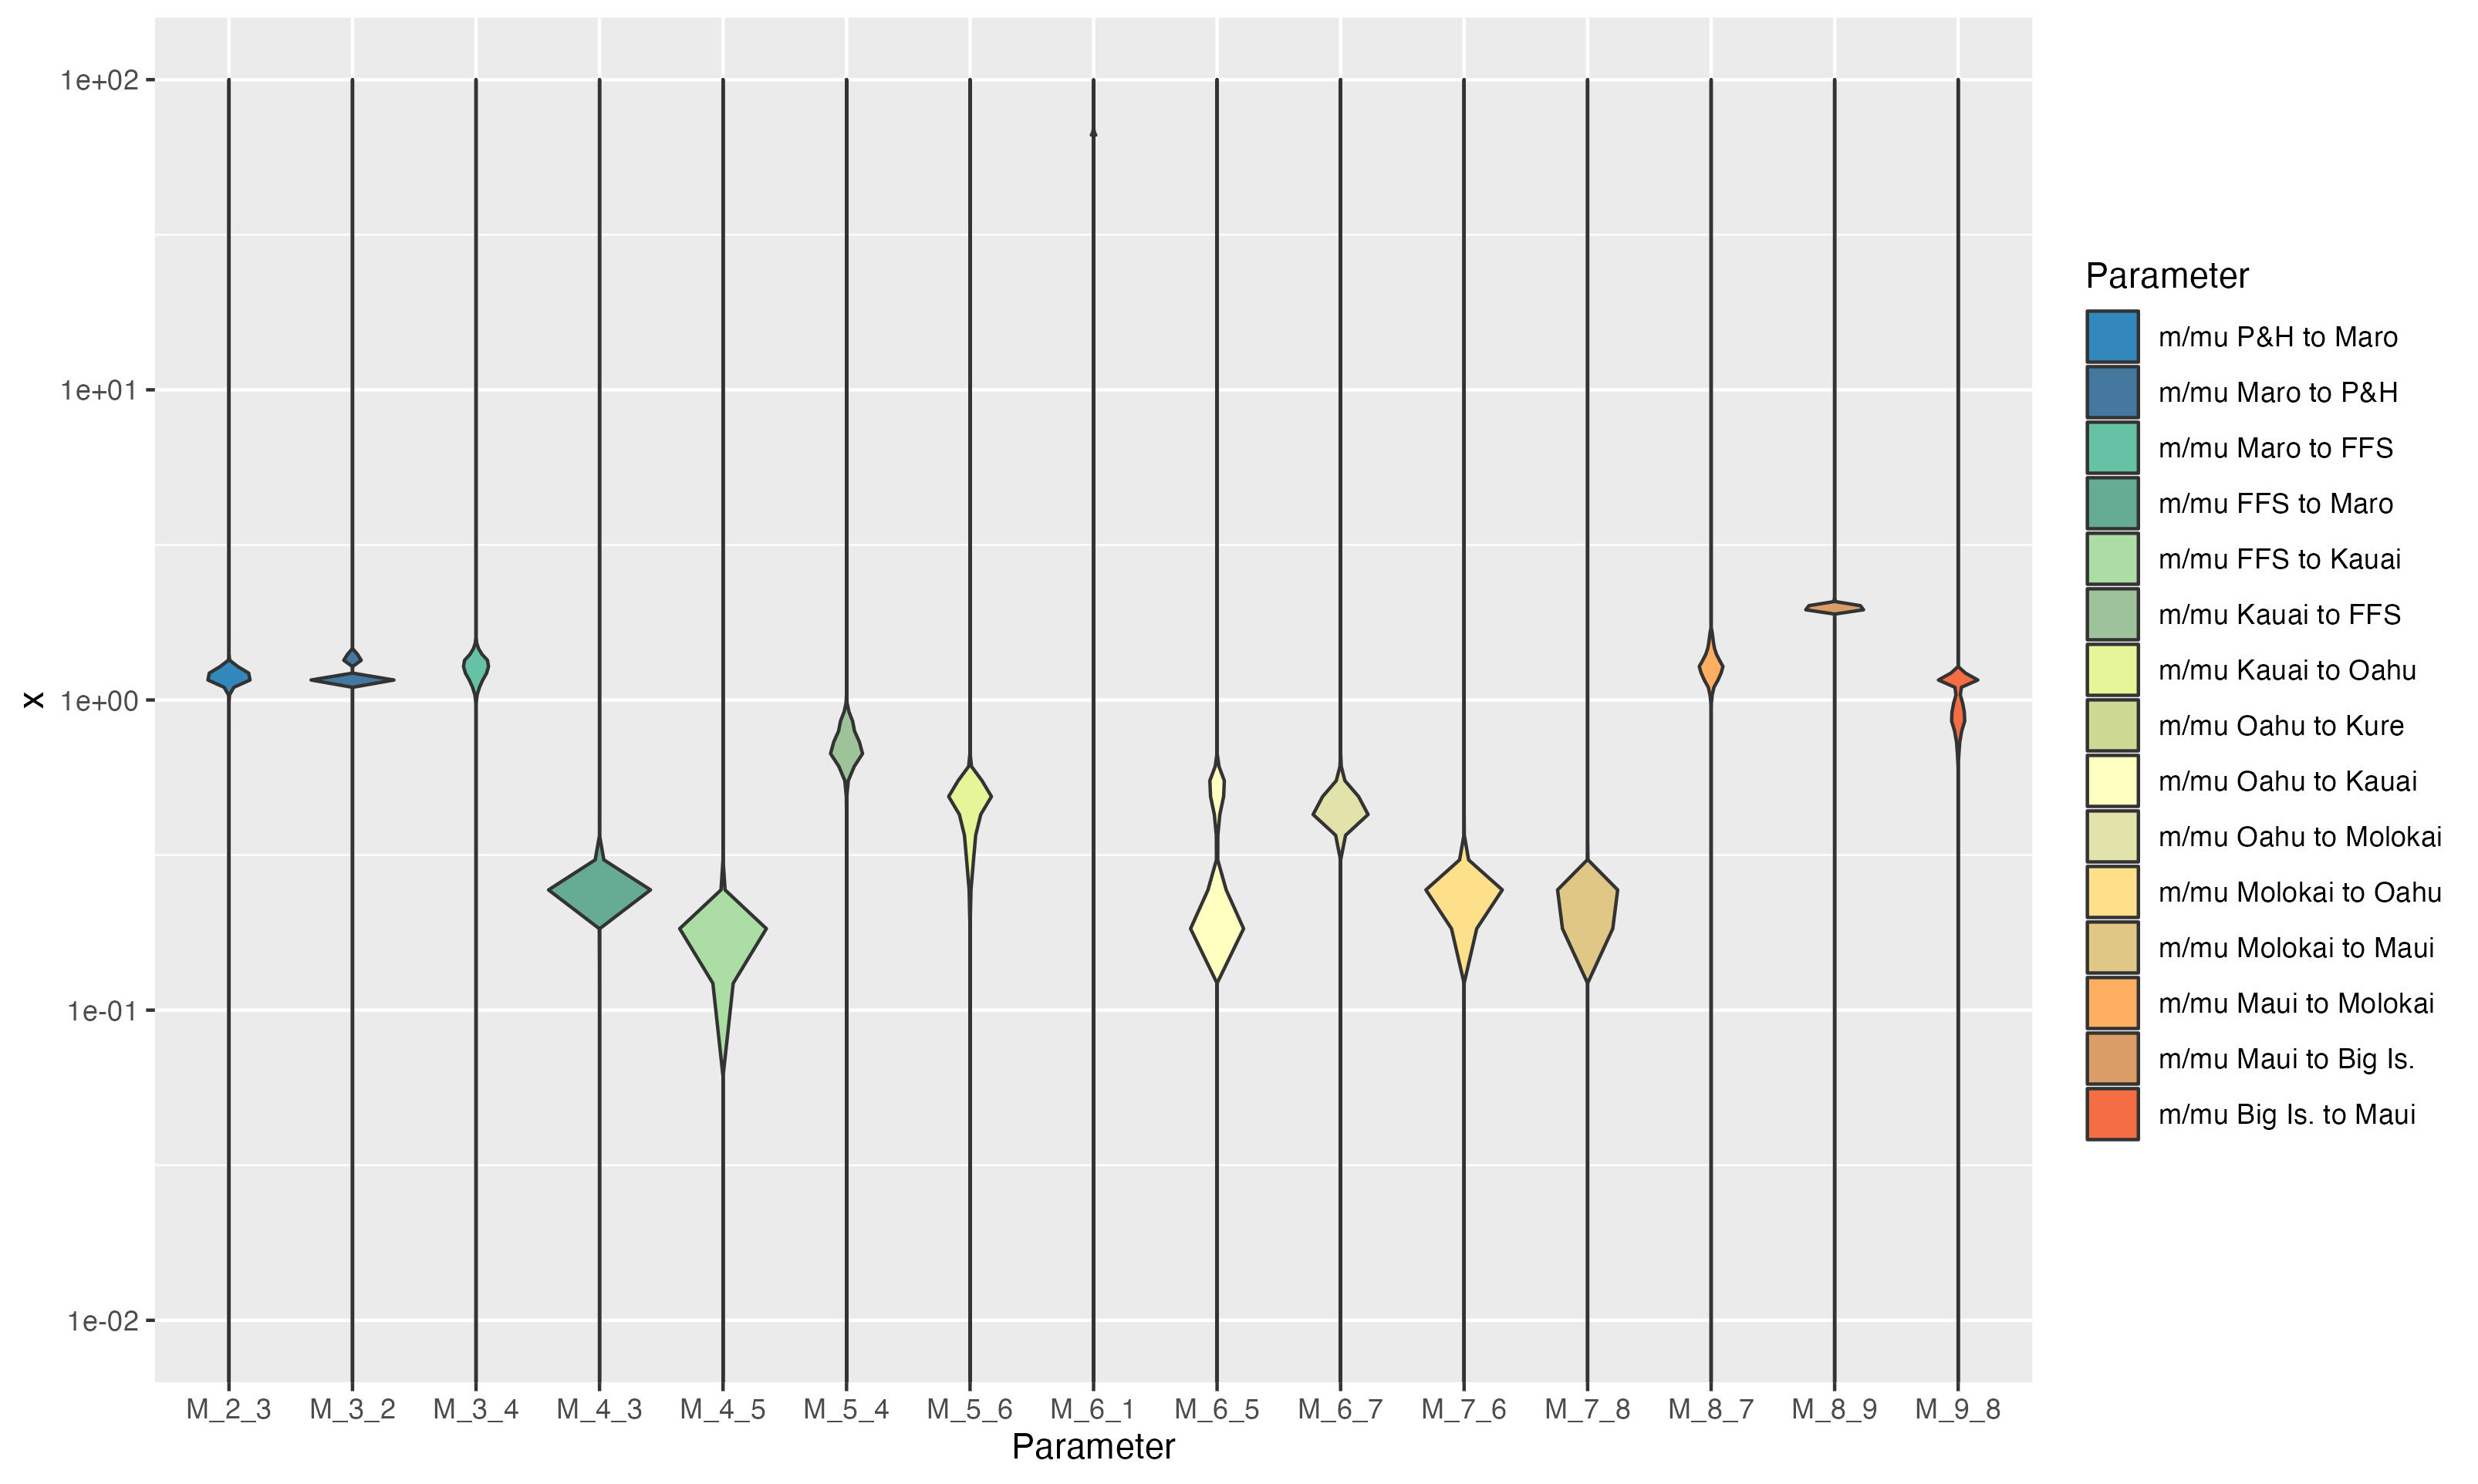 1e+02
1e+01
1e+00
1e-01
1e-02
x
M_2_3 M_3_2 M_3_4 M_4_3 M_4_5 M_5_4 M_5_6 M_6_1 M_6_5 M_6_7 M_7_6 M_7_8 M_8_7 M_8_9 M_9_8
Parameter
Parameter
m/mu P&H to Maro
m/mu Maro to P&H
m/mu Maro to FFS
m/mu FFS to Maro
m/mu FFS to Kauai
m/mu Kauai to FFS
m/mu Kauai to Oahu
m/mu Oahu to Kure
m/mu Oahu to Kauai
m/mu Oahu to Molokai
m/mu Molokai to Oahu
m/mu Molokai to Maui
m/mu Maui to Molokai
m/mu Maui to Big Is.
m/mu Big Is. to Maui